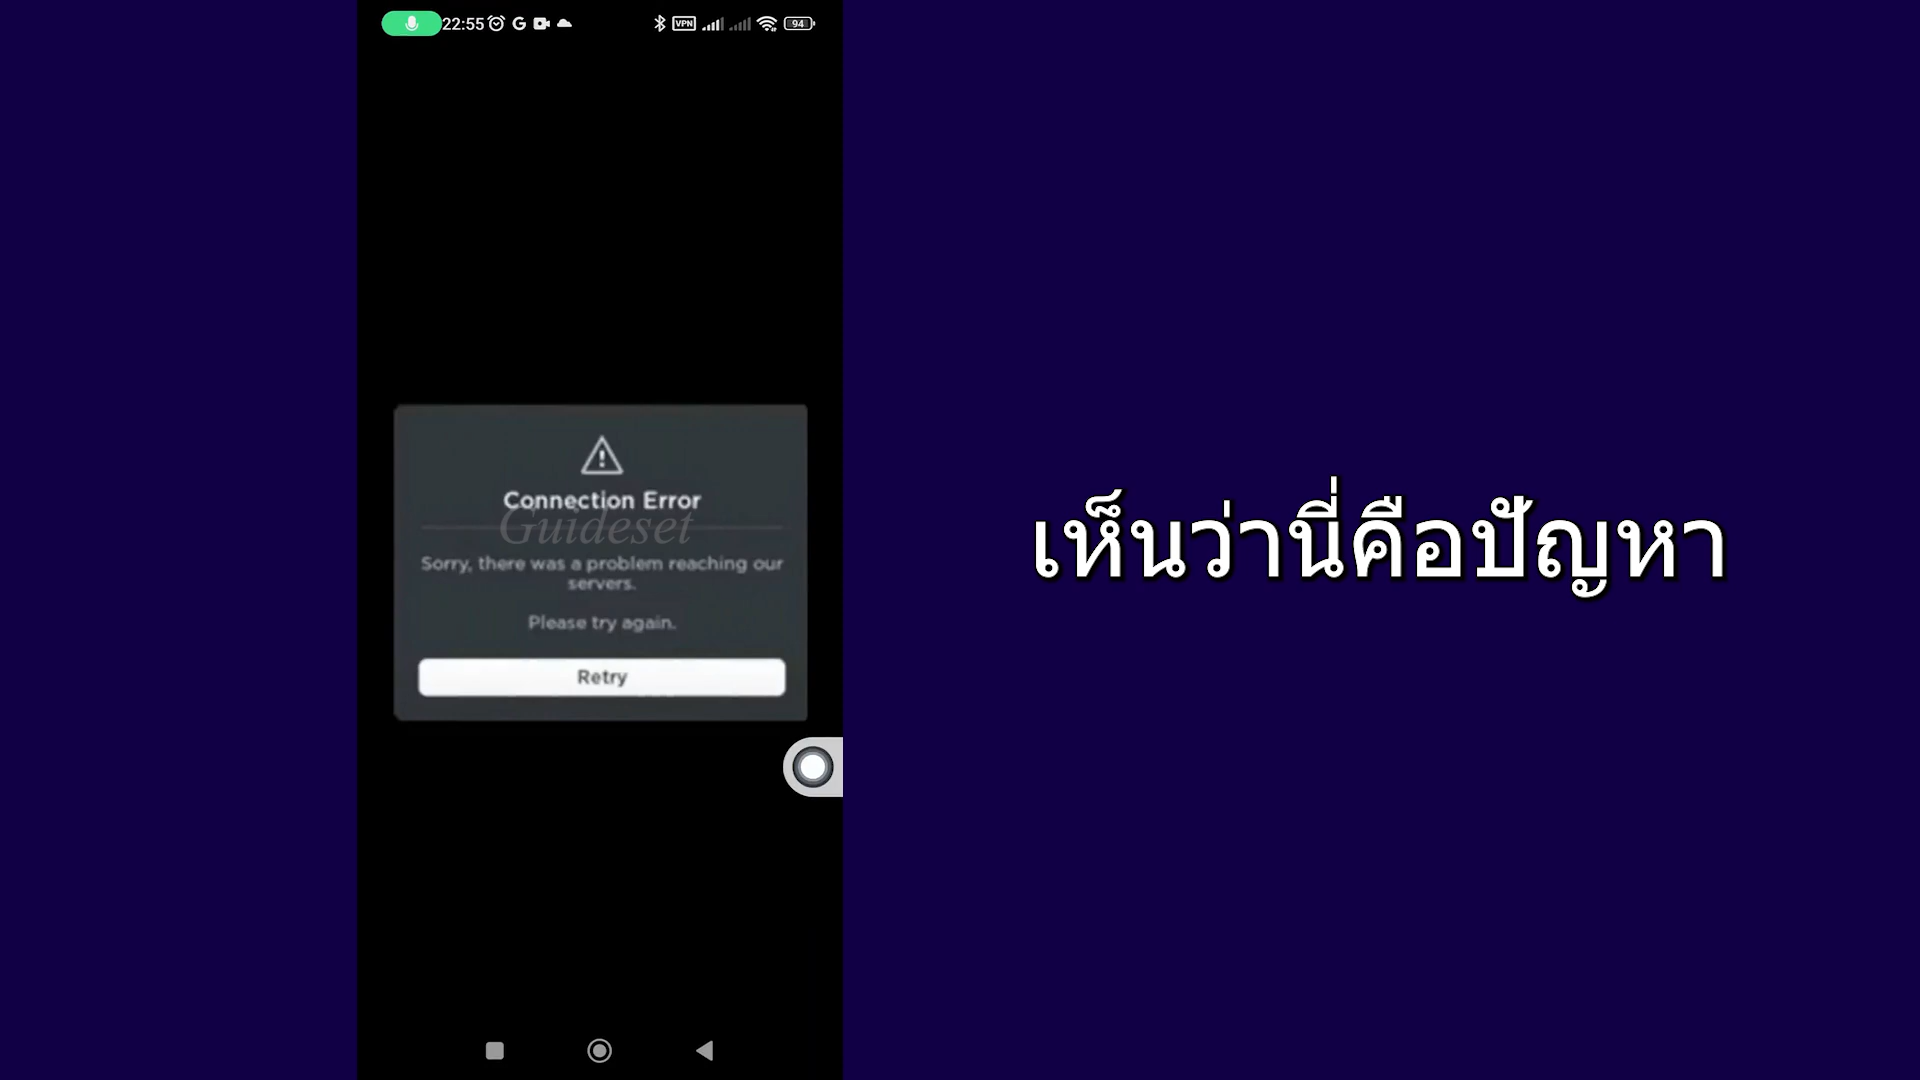 22:55 G VPN 94
Connection Error
Guideset
Sorry, there was a problem reaching our
servers.
Please try again.
Retry
เห็นว่านี่คือปัญหา